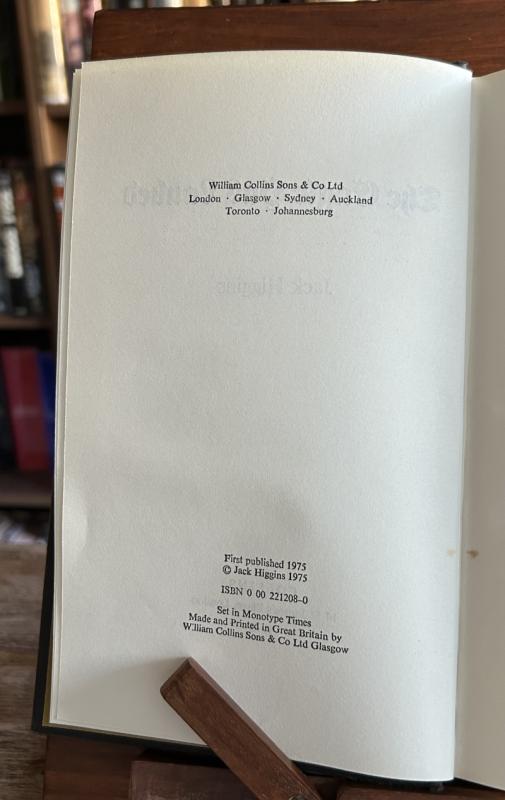 William Collins Sons & Co Ltd
London · Glasgow · Sydney · Auckland
Toronto · Johannesburg
Jack Higgins
First published 1975
© Jack Higgins 1975
ISBN 0 00 221208-0
Set in Monotype Times
Made and Printed in Great Britain by
William Collins Sons & Co Ltd Glasgow